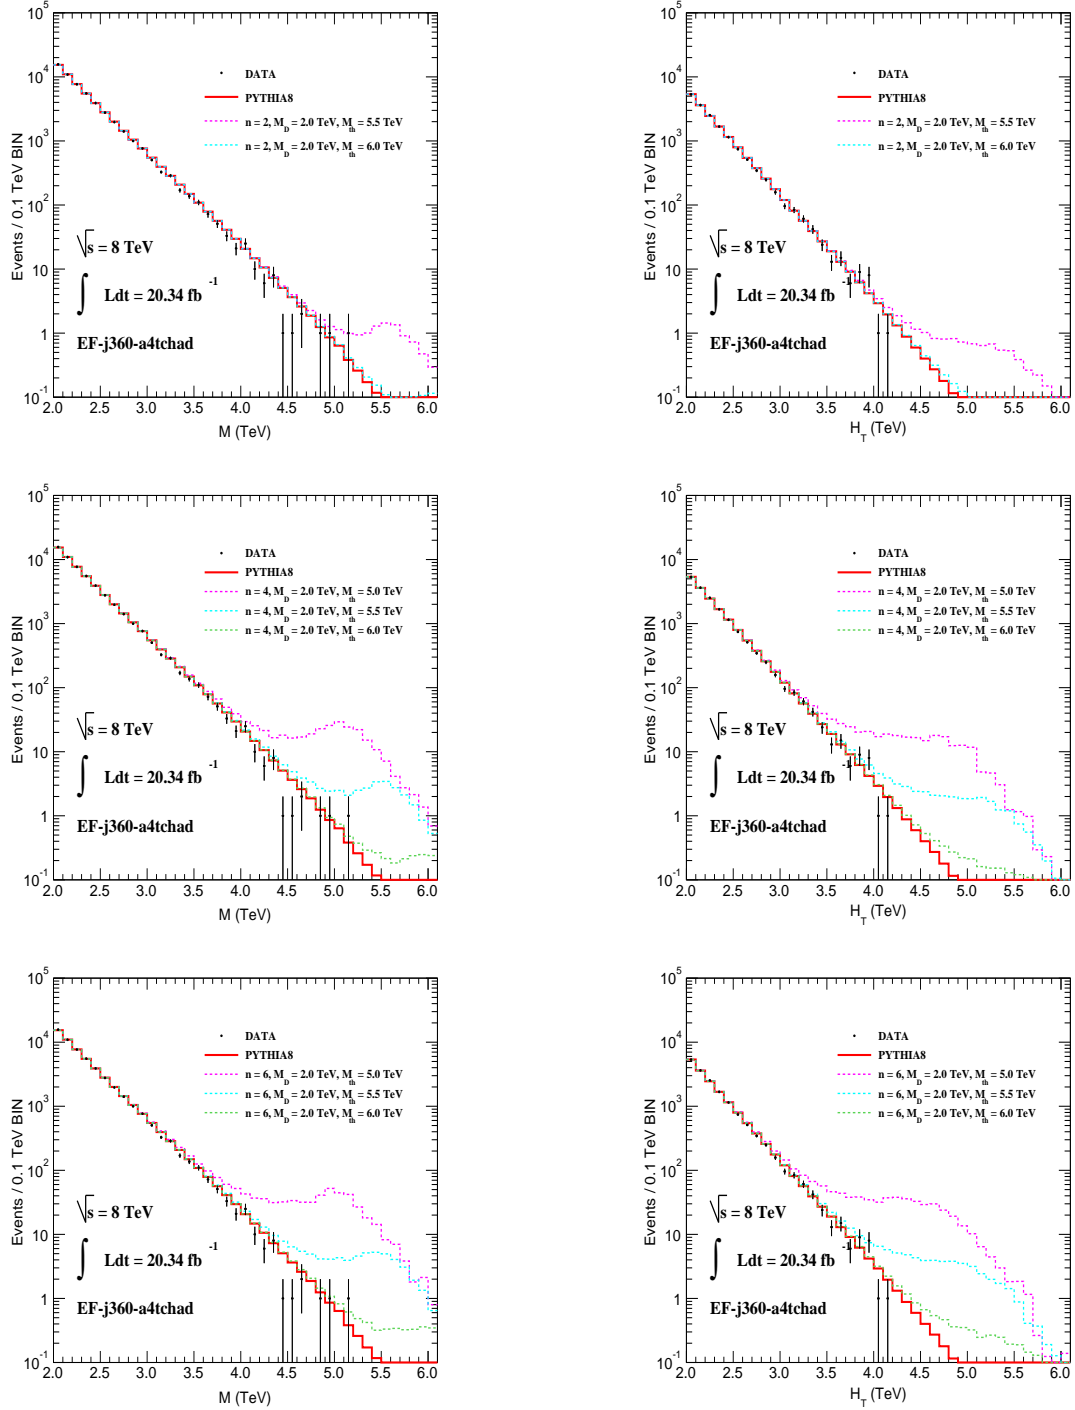 10^5
10^4
10^3
10^2
10
1
10^-1
Events / 0.1 TeV BIN
DATA
PYTHIA8
n = 2, M_D = 2.0 TeV, M_th = 5.5 TeV
n = 2, M_D = 2.0 TeV, M_th = 6.0 TeV
√s = 8 TeV
∫ Ldt = 20.34 fb^-1
EF-j360-a4tchad
2.0 2.5 3.0 3.5 4.0 4.5 5.0 5.5 6.0
M (TeV)
10^5
10^4
10^3
10^2
10
1
10^-1
Events / 0.1 TeV BIN
DATA
PYTHIA8
n = 2, M_D = 2.0 TeV, M_th = 5.5 TeV
n = 2, M_D = 2.0 TeV, M_th = 6.0 TeV
√s = 8 TeV
∫ Ldt = 20.34 fb^-1
EF-j360-a4tchad
2.0 2.5 3.0 3.5 4.0 4.5 5.0 5.5 6.0
H_T (TeV)
10^5
10^4
10^3
10^2
10
1
10^-1
Events / 0.1 TeV BIN
DATA
PYTHIA8
n = 4, M_D = 2.0 TeV, M_th = 5.0 TeV
n = 4, M_D = 2.0 TeV, M_th = 5.5 TeV
n = 4, M_D = 2.0 TeV, M_th = 6.0 TeV
√s = 8 TeV
∫ Ldt = 20.34 fb^-1
EF-j360-a4tchad
2.0 2.5 3.0 3.5 4.0 4.5 5.0 5.5 6.0
M (TeV)
10^5
10^4
10^3
10^2
10
1
10^-1
Events / 0.1 TeV BIN
DATA
PYTHIA8
n = 4, M_D = 2.0 TeV, M_th = 5.0 TeV
n = 4, M_D = 2.0 TeV, M_th = 5.5 TeV
n = 4, M_D = 2.0 TeV, M_th = 6.0 TeV
√s = 8 TeV
∫ Ldt = 20.34 fb^-1
EF-j360-a4tchad
2.0 2.5 3.0 3.5 4.0 4.5 5.0 5.5 6.0
H_T (TeV)
10^5
10^4
10^3
10^2
10
1
10^-1
Events / 0.1 TeV BIN
DATA
PYTHIA8
n = 6, M_D = 2.0 TeV, M_th = 5.0 TeV
n = 6, M_D = 2.0 TeV, M_th = 5.5 TeV
n = 6, M_D = 2.0 TeV, M_th = 6.0 TeV
√s = 8 TeV
∫ Ldt = 20.34 fb^-1
EF-j360-a4tchad
2.0 2.5 3.0 3.5 4.0 4.5 5.0 5.5 6.0
M (TeV)
10^5
10^4
10^3
10^2
10
1
10^-1
Events / 0.1 TeV BIN
DATA
PYTHIA8
n = 6, M_D = 2.0 TeV, M_th = 5.0 TeV
n = 6, M_D = 2.0 TeV, M_th = 5.5 TeV
n = 6, M_D = 2.0 TeV, M_th = 6.0 TeV
√s = 8 TeV
∫ Ldt = 20.34 fb^-1
EF-j360-a4tchad
2.0 2.5 3.0 3.5 4.0 4.5 5.0 5.5 6.0
H_T (TeV)